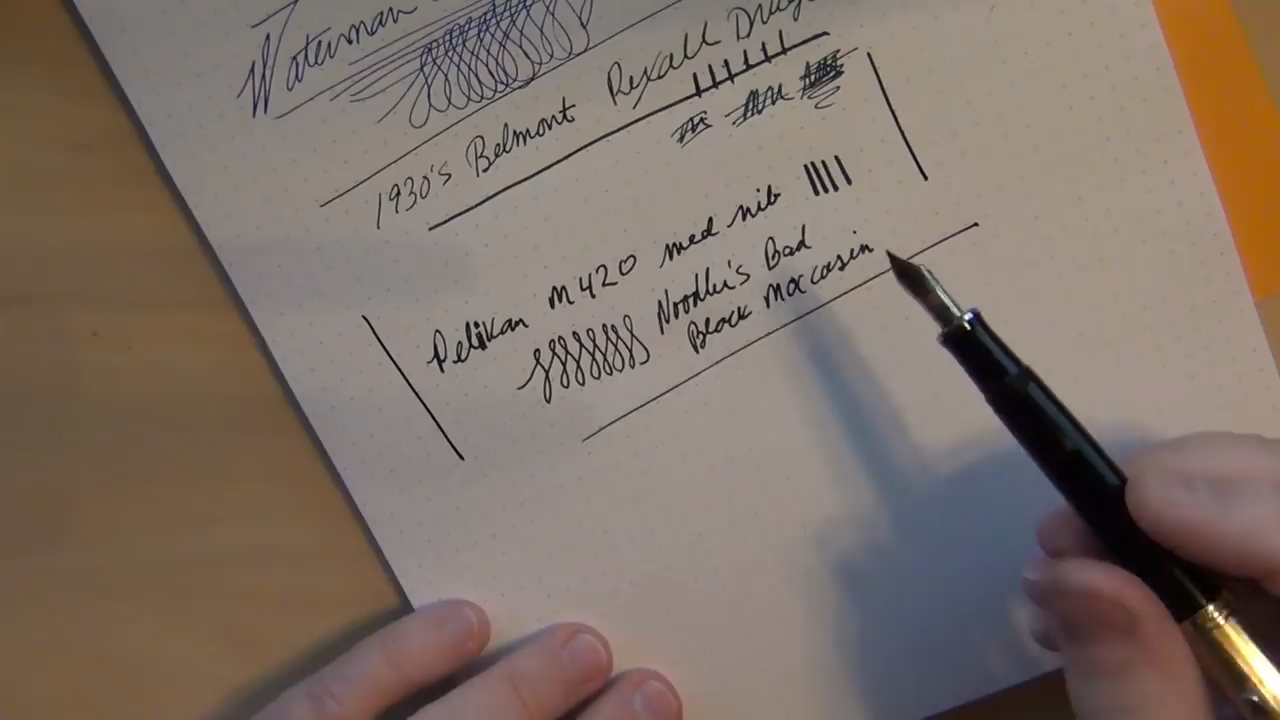 Waterman
1930's Belmont Rexall Drug
Pelikan M420 med nib
Noodler's Bad
Black Moccasin